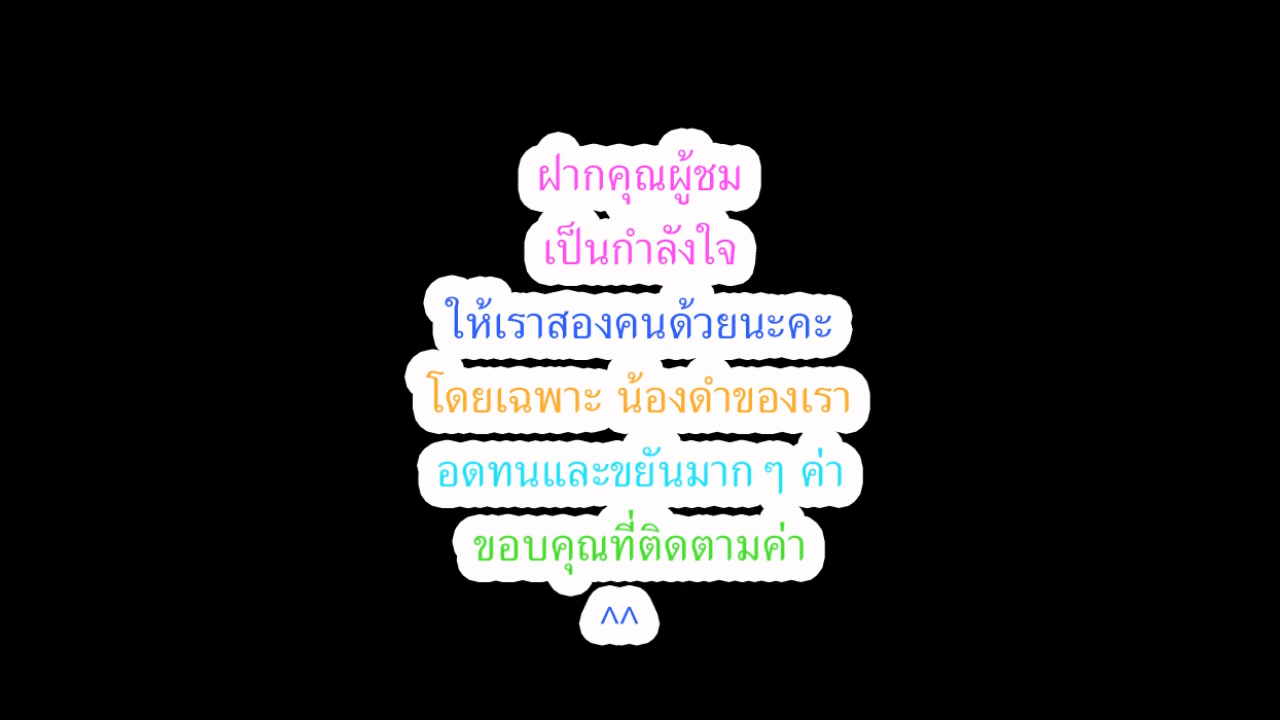 ฝากคุณผู้ชม
เป็นกำลังใจ
ให้เราสองคนด้วยนะคะ
โดยเฉพาะ น้องดำของเรา
อดทนและขยันมาก ๆ ค่า
ขอบคุณที่ติดตามค่า
^^